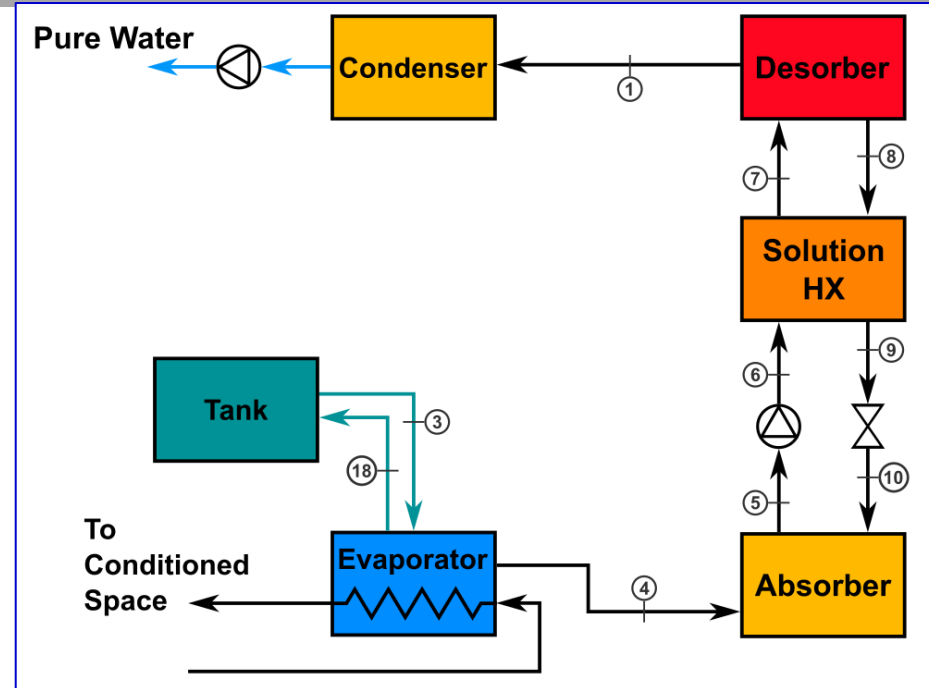 Pure Water
Condenser
Desorber
1
7
8
Solution
HX
6
9
Tank
3
18
5
10
To
Conditioned
Space
Evaporator
4
Absorber